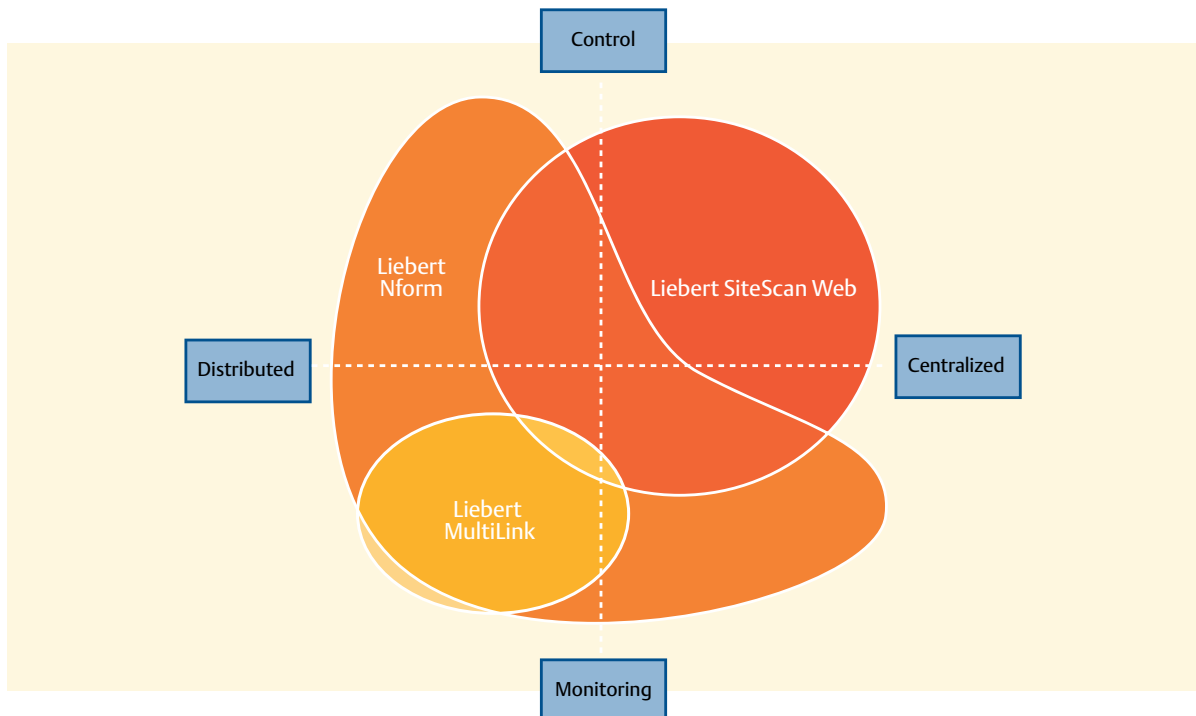 Control
Liebert
Nform
Liebert SiteScan Web
Distributed
Centralized
Liebert
MultiLink
Monitoring